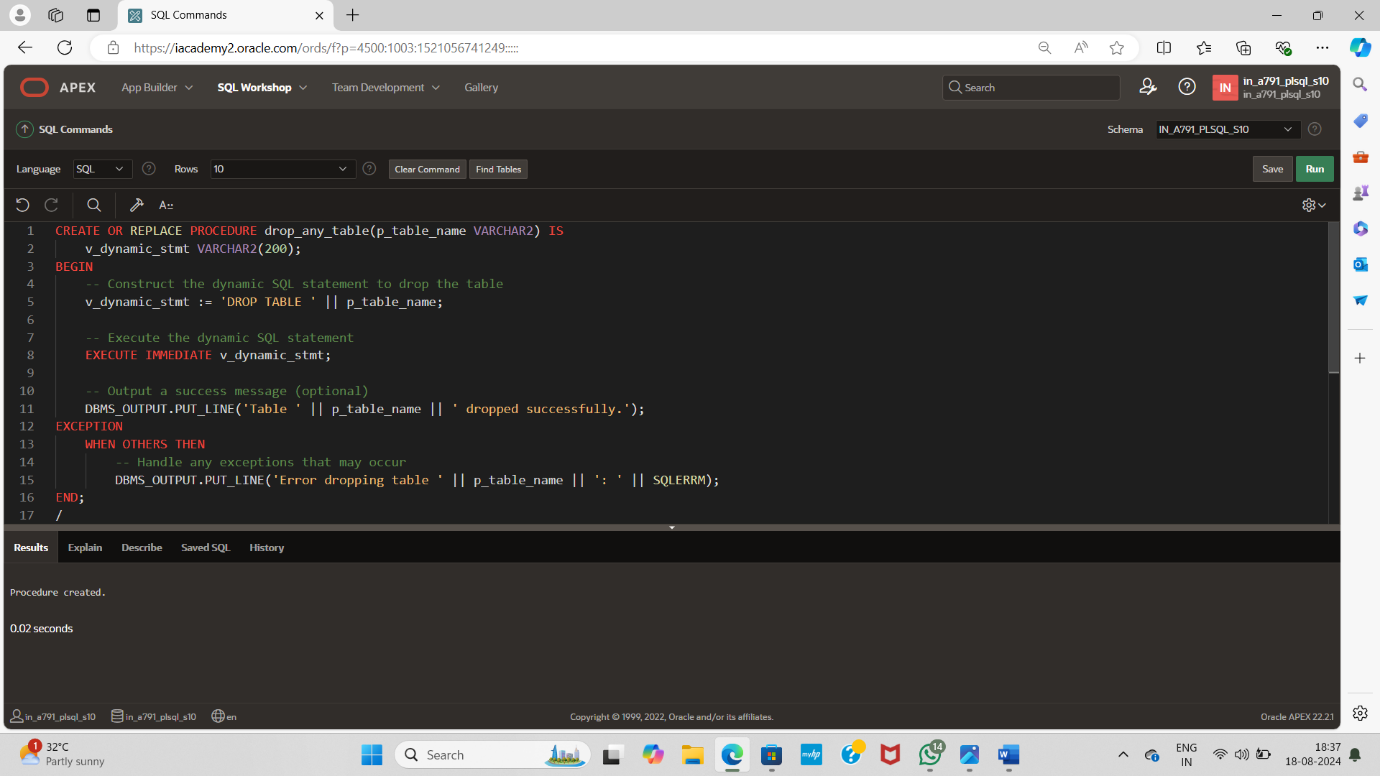 SQL Commands
https://iacademy2.oracle.com/ords/f?p=4500:1003:1521056741249:::::
APEX App Builder SQL Workshop Team Development Gallery Search IN in_a791_plsql_s10
in_a791_plsql_s10
SQL Commands Schema IN_A791_PLSQL_S10
Language SQL Rows 10 Clear Command Find Tables Save Run
A::
1 CREATE OR REPLACE PROCEDURE drop_any_table(p_table_name VARCHAR2) IS
2 v_dynamic_stmt VARCHAR2(200);
3 BEGIN
4 -- Construct the dynamic SQL statement to drop the table
5 v_dynamic_stmt := 'DROP TABLE ' || p_table_name;
6
7 -- Execute the dynamic SQL statement
8 EXECUTE IMMEDIATE v_dynamic_stmt;
9
10 -- Output a success message (optional)
11 DBMS_OUTPUT.PUT_LINE('Table ' || p_table_name || ' dropped successfully.');
12 EXCEPTION
13 WHEN OTHERS THEN
14 -- Handle any exceptions that may occur
15 DBMS_OUTPUT.PUT_LINE('Error dropping table ' || p_table_name || ': ' || SQLERRM);
16 END;
17 /
Results Explain Describe Saved SQL History
Procedure created.
0.02 seconds
in_a791_plsql_s10 in_a791_plsql_s10 en Copyright © 1999, 2022, Oracle and/or its affiliates. Oracle APEX 22.2.1
1 32°C
Partly sunny
Search
myhp
14
W
ENG
IN
18:37
18-08-2024